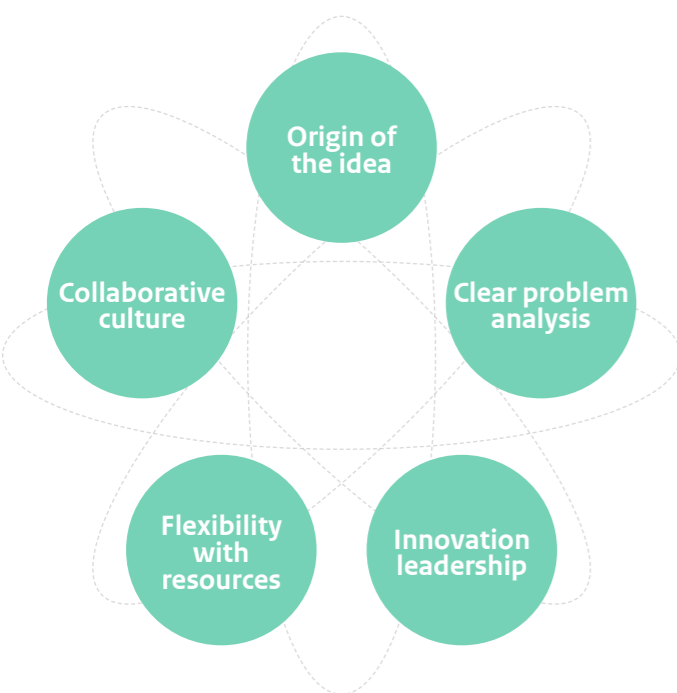 Origin of
the idea
Collaborative
culture
Clear problem
analysis
Flexibility
with
resources
Innovation
leadership